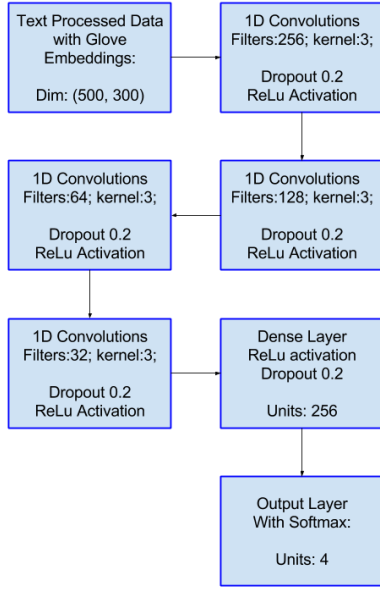 Text Processed Data
with Glove
Embeddings:
Dim: (500, 300)
1D Convolutions
Filters:256; kernel:3;
Dropout 0.2
ReLu Activation
1D Convolutions
Filters:128; kernel:3;
Dropout 0.2
ReLu Activation
1D Convolutions
Filters:64; kernel:3;
Dropout 0.2
ReLu Activation
1D Convolutions
Filters:32; kernel:3;
Dropout 0.2
ReLu Activation
Dense Layer
ReLu activation
Dropout 0.2
Units: 256
Output Layer
With Softmax:
Units: 4